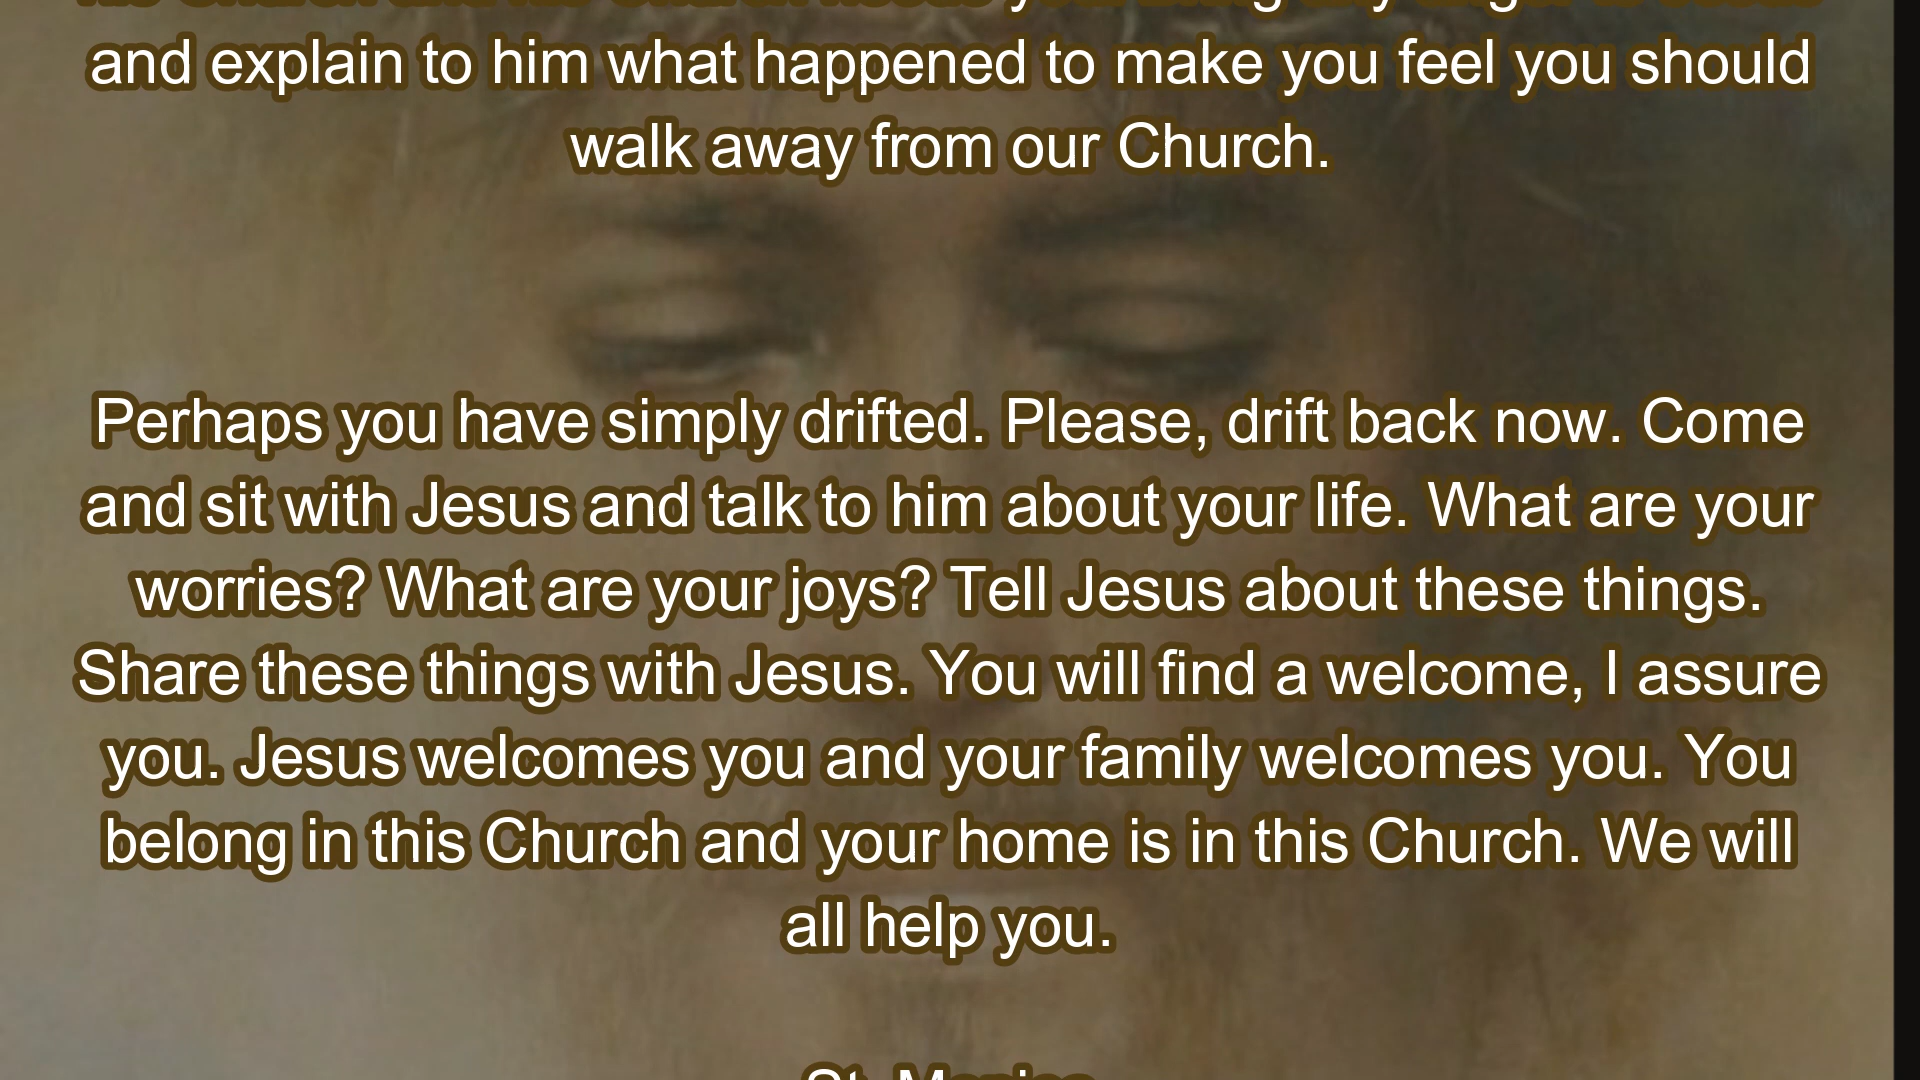 and explain to him what happened to make you feel you should
walk away from our Church.
Perhaps you have simply drifted. Please, drift back now. Come
and sit with Jesus and talk to him about your life. What are your
worries? What are your joys? Tell Jesus about these things.
Share these things with Jesus. You will find a welcome, I assure
you. Jesus welcomes you and your family welcomes you. You
belong in this Church and your home is in this Church. We will
all help you.